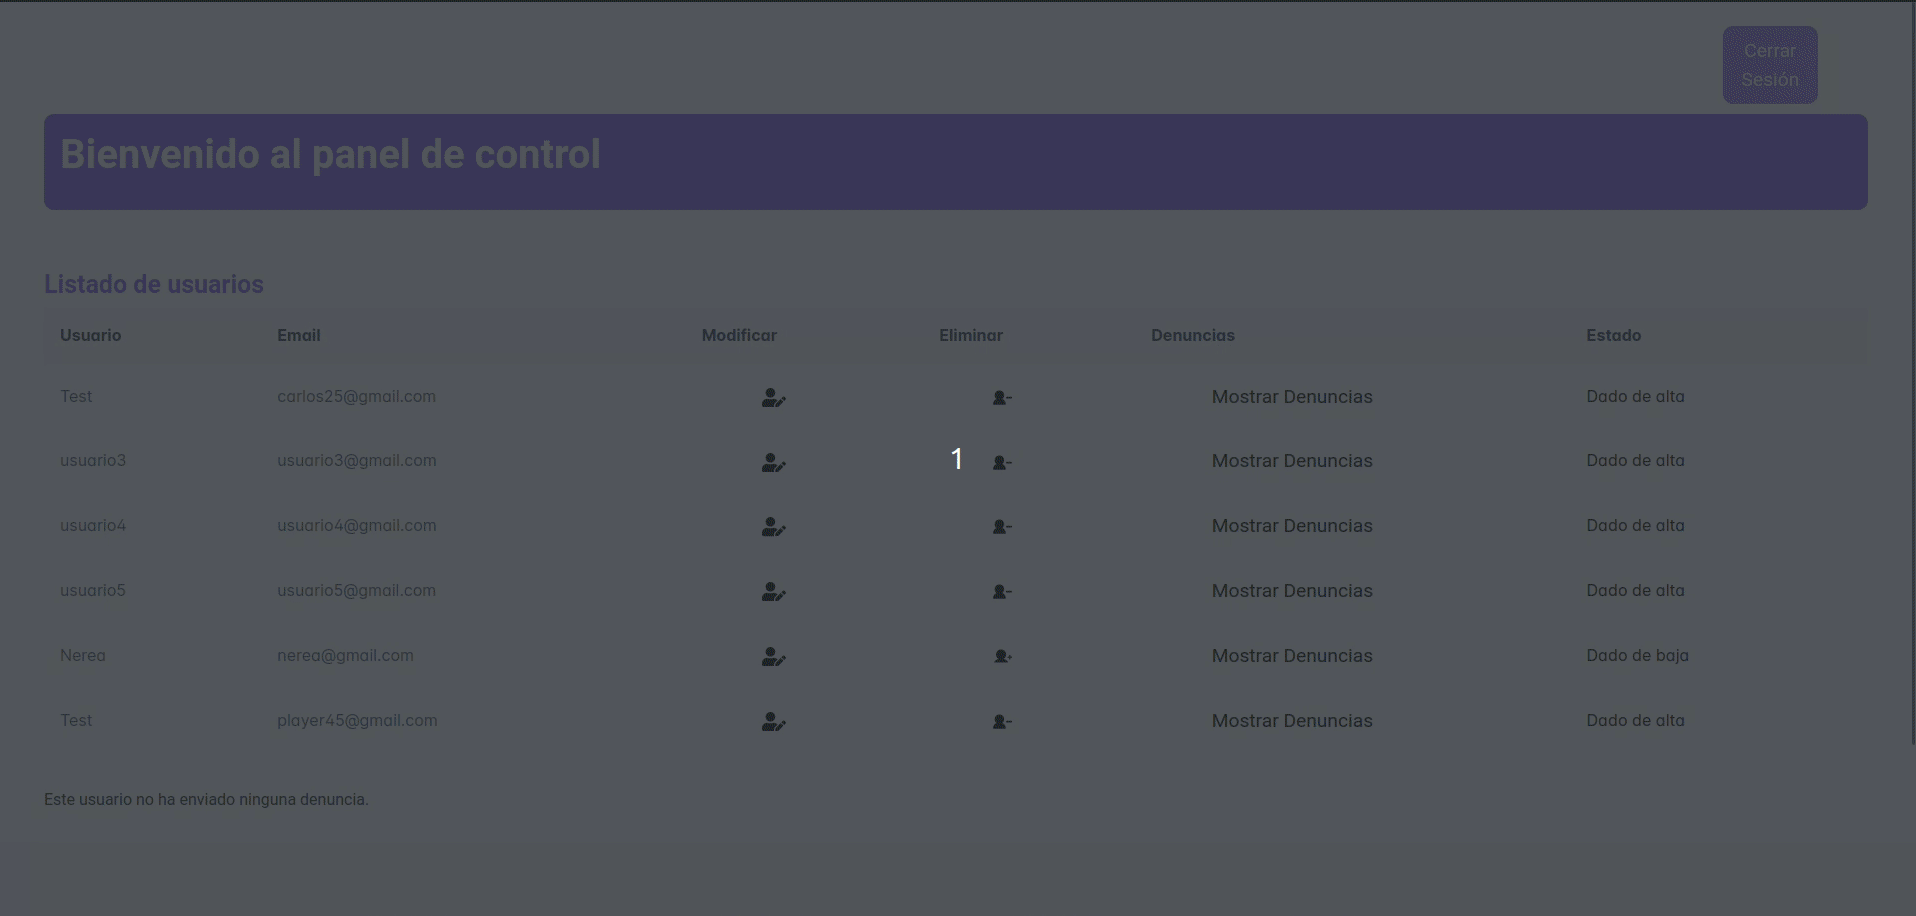 Cerrar
Sesión
Bienvenido al panel de control
Listado de usuarios
Usuario Email Modificar Eliminar Denuncias Estado
Test carlos25@gmail.com Mostrar Denuncias Dado de alta
usuario3 usuario3@gmail.com 1 Mostrar Denuncias Dado de alta
usuario4 usuario4@gmail.com Mostrar Denuncias Dado de alta
usuario5 usuario5@gmail.com Mostrar Denuncias Dado de alta
Nerea nerea@gmail.com Mostrar Denuncias Dado de baja
Test player45@gmail.com Mostrar Denuncias Dado de alta
Este usuario no ha enviado ninguna denuncia.